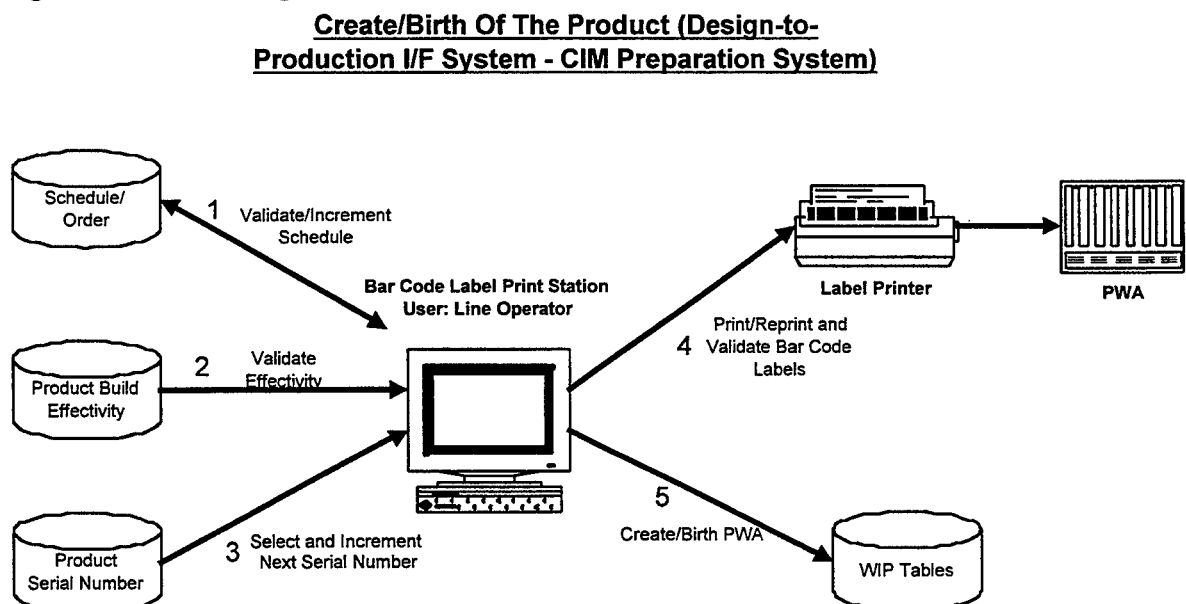 Create/Birth Of The Product (Design-to-
Production I/F System - CIM Preparation System)
Schedule/
Order
1
Validate/Increment
Schedule
Bar Code Label Print Station
User: Line Operator
Label Printer
PWA
Print/Reprint and
4 Validate Bar Code
Labels
2
Validate
Effectivity
Product Build
Effectivity
5
Create/Birth PWA
3 Select and Increment
Next Serial Number
Product
Serial Number
WIP Tables